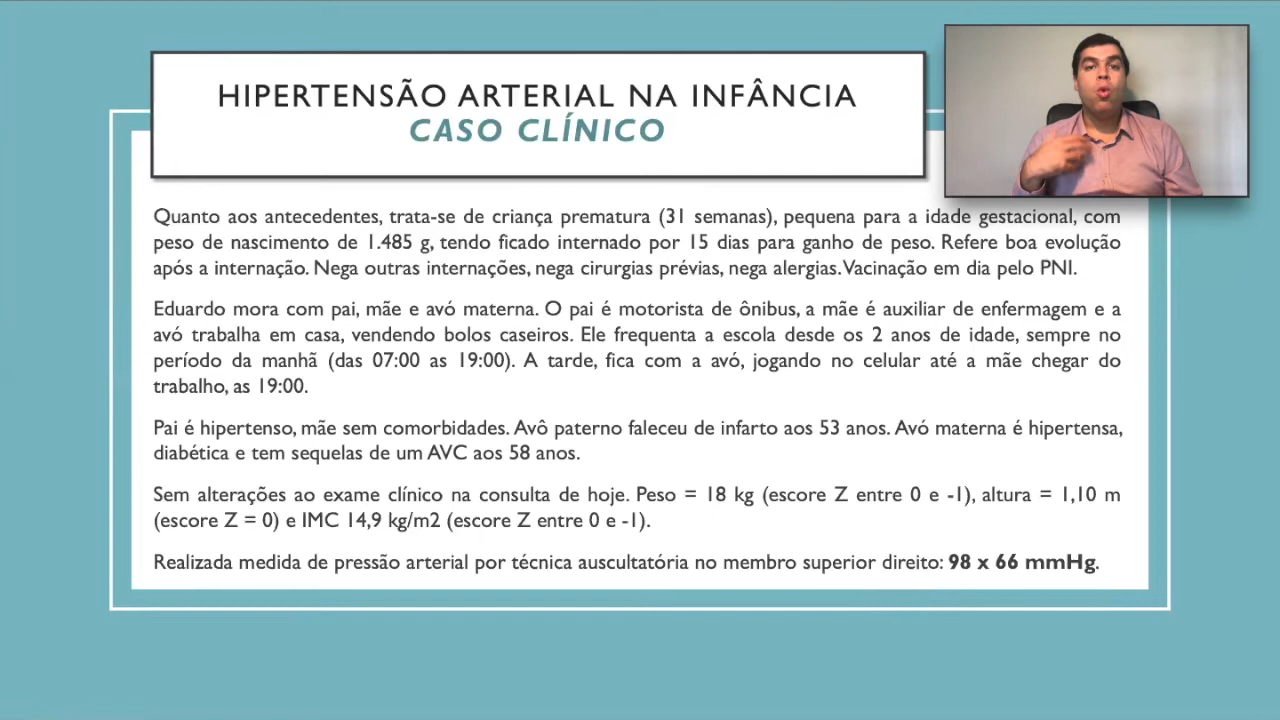 HIPERTENSÃO ARTERIAL NA INFÂNCIA
CASO CLÍNICO
Quanto aos antecedentes, trata-se de criança prematura (31 semanas), pequena para a idade gestacional, com
peso de nascimento de 1.485 g, tendo ficado internado por 15 dias para ganho de peso. Refere boa evolução
após a internação. Nega outras internações, nega cirurgias prévias, nega alergias. Vacinação em dia pelo PNI.
Eduardo mora com pai, mãe e avó materna. O pai é motorista de ônibus, a mãe é auxiliar de enfermagem e a
avó trabalha em casa, vendendo bolos caseiros. Ele frequenta a escola desde os 2 anos de idade, sempre no
período da manhã (das 07:00 as 19:00). A tarde, fica com a avó, jogando no celular até a mãe chegar do
trabalho, as 19:00.
Pai é hipertenso, mãe sem comorbidades. Avô paterno faleceu de infarto aos 53 anos. Avó materna é hipertensa,
diabética e tem sequelas de um AVC aos 58 anos.
Sem alterações ao exame clínico na consulta de hoje. Peso = 18 kg (escore Z entre 0 e -1), altura = 1,10 m
(escore Z = 0) e IMC 14,9 kg/m2 (escore Z entre 0 e -1).
Realizada medida de pressão arterial por técnica auscultatória no membro superior direito: 98 x 66 mmHg.